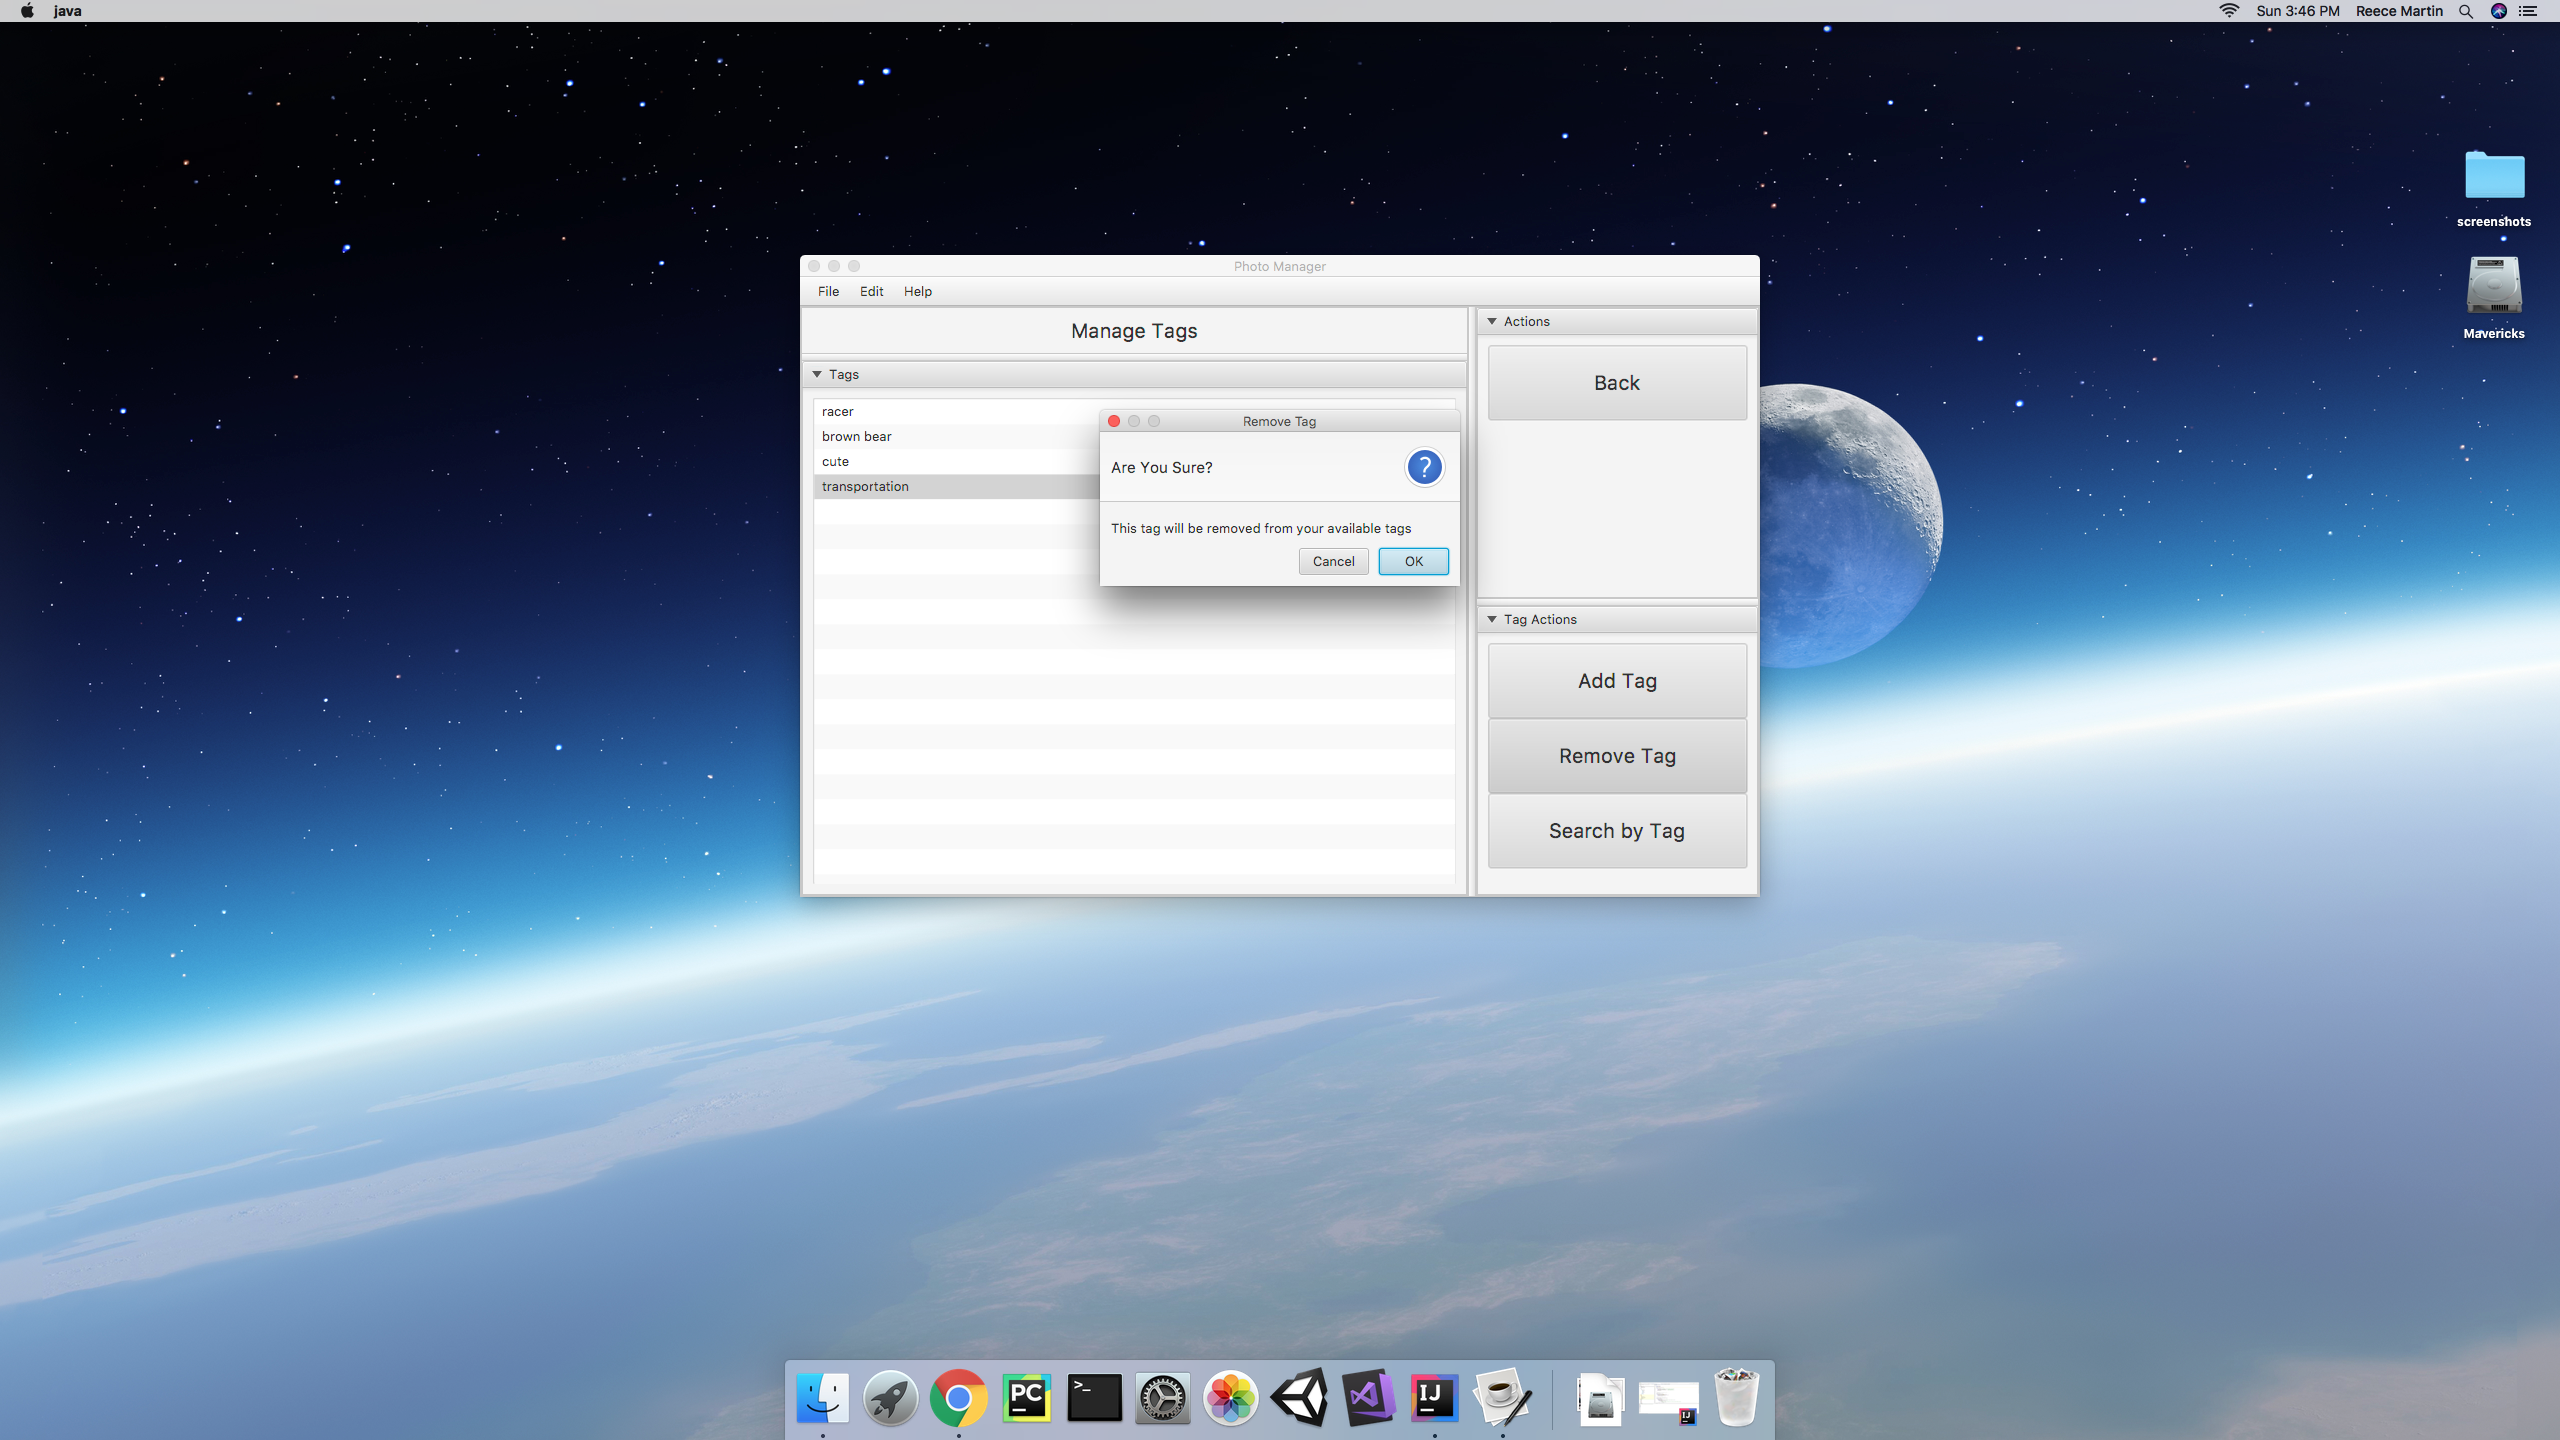 java
Sun 3:46 PM Reece Martin
screenshots
Mavericks
Photo Manager
File Edit Help
Manage Tags
Tags
racer
brown bear
cute
transportation
Remove Tag
Are You Sure?
?
This tag will be removed from your available tags
Cancel OK
Actions
Back
Tag Actions
Add Tag
Remove Tag
Search by Tag
PC
>_
IJ
IJ